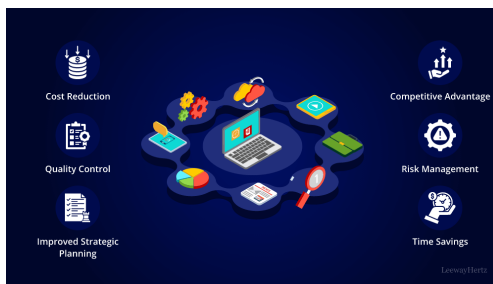 Cost Reduction
Competitive Advantage
Quality Control
Risk Management
Improved Strategic
Planning
Time Savings
LeewayHertz